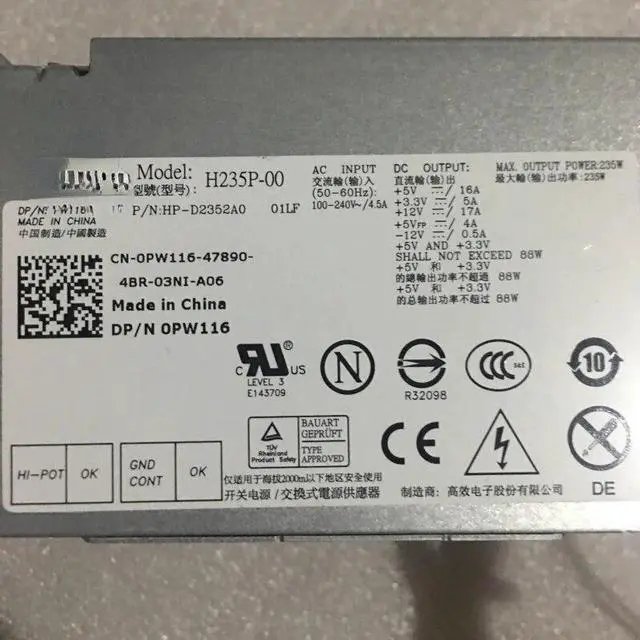 Model: H235P-00
型號(型号):
DP/N:
P/N:HP-D2352A0 01LF
MADE IN CHINA
中国制造/中國製造
AC INPUT
交流輸(输)入
(50-60Hz):
100-240V~/4.5A
DC OUTPUT:
直流輸(输)出:
+5V ⎓/ 16A
+3.3V ⎓/ 5A
+12V ⎓/ 17A
+5VFP ⎓/ 4A
-12V ⎓/ 0.5A
+5V AND +3.3V
SHALL NOT EXCEED 88W
+5V 和 +3.3V
的總輸出功率不超過 88W
+5V 和 +3.3V
的总输出功率不超过 88W
MAX. OUTPUT POWER:235W
最大輸(输)出功率:235W
CN-0PW116-47890-
4BR-03NI-A06
Made in China
DP/N 0PW116
c RU US
LEVEL 3
E143709
N
R32098
CCC S&E
10
HI-POT OK
GND CONT OK
TÜV
Rheinland
Product Safety
BAUART
GEPRÜFT
TYPE
APPROVED
CE
DE
仅适用于海拔2000m以下地区安全使用
开关电源 / 交換式電源供應器
制造商: 高效电子股份有限公司